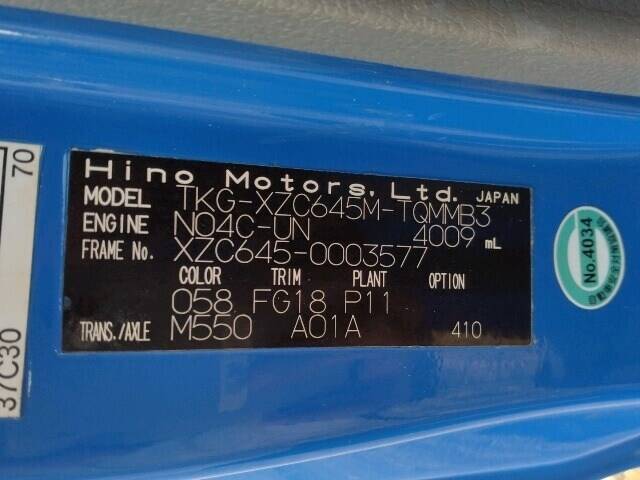 Hino Motors, Ltd. JAPAN
MODEL TKG-XZC645M-TQMMB3
ENGINE N04C-UN 4009 mL
FRAME No. XZC645-0003577
COLOR TRIM PLANT OPTION
058 FG18 P11
TRANS./AXLE M550 A01A 410
No.4034
70
37C30